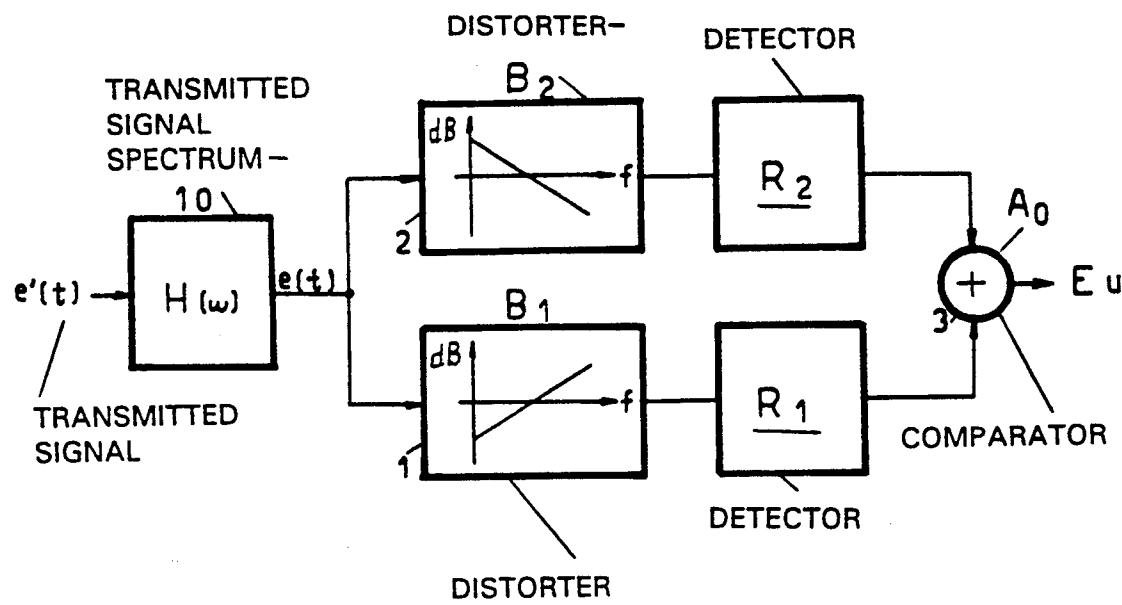 DISTORTER–
DETECTOR
B2
TRANSMITTED
SIGNAL
SPECTRUM–
10
dB
f
R2
2
A0
e'(t)
H(ω)
e(t)
+
E u
3
B1
dB
f
R1
1
TRANSMITTED
SIGNAL
COMPARATOR
DETECTOR
DISTORTER